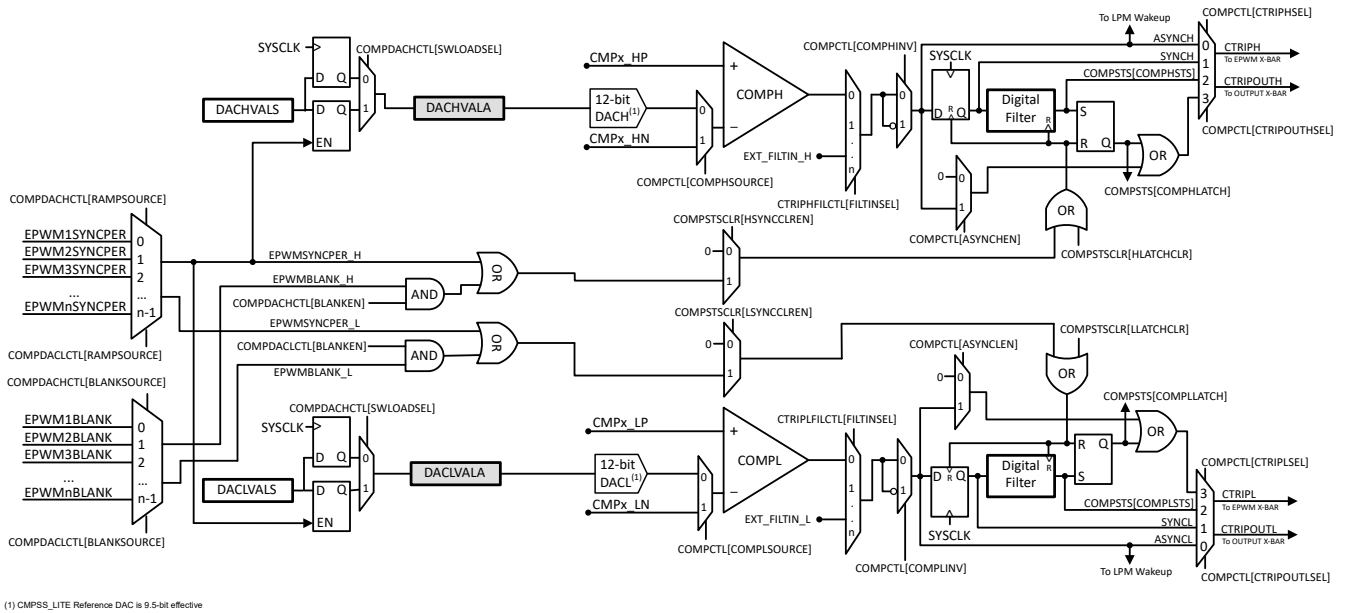 COMPCTL[CTRIPHSEL]
To LPM Wakeup
ASYNCH
0
CTRIPH
To EPWM X-BAR
SYNCH
1
COMPSTS[COMPHSTS]
2
CTRIPOUTH
To OUTPUT X-BAR
3
COMPCTL[CTRIPOUTHSEL]
SYSCLK
D Q
COMPDACHCTL[SWLOADSEL]
0
1
DACHVALS
D Q
EN
DACHVALA
CMPx_HP
12-bit
DACH(1)
CMPx_HN
0
1
COMPCTL[COMPHSOURCE]
+
COMPH
−
EXT_FILTIN_H
0
1
.
.
n
CTRIPHFILCTL[FILTINSEL]
COMPCTL[COMPHINV]
0
1
SYSCLK
D Q
R
Digital
Filter
R
S
R Q
OR
COMPSTS[COMPHLATCH]
0
0
1
COMPCTL[ASYNCHEN]
OR
COMPSTSCLR[HLATCHCLR]
COMPDACHCTL[RAMPSOURCE]
EPWM1SYNCPER
0
EPWM2SYNCPER
1
EPWM3SYNCPER
2
...
...
EPWMnSYNCPER
n-1
COMPDACLCTL[RAMPSOURCE]
EPWMSYNCPER_H
EPWMBLANK_H
COMPDACHCTL[BLANKEN]
AND
OR
COMPSTSCLR[HSYNCCLREN]
0
0
1
EPWMSYNCPER_L
COMPDACLCTL[BLANKEN]
AND
EPWMBLANK_L
OR
COMPSTSCLR[LSYNCCLREN]
0
0
1
COMPDACHCTL[BLANKSOURCE]
EPWM1BLANK
0
EPWM2BLANK
1
EPWM3BLANK
2
...
...
EPWMnBLANK
n-1
COMPDACLCTL[BLANKSOURCE]
COMPDACHCTL[SWLOADSEL]
SYSCLK
D Q
0
1
DACLVALS
D Q
EN
DACLVALA
CMPx_LP
12-bit
DACL(1)
CMPx_LN
0
1
COMPCTL[COMPLSOURCE]
+
COMPL
−
EXT_FILTIN_L
CTRIPLFILCTL[FILTINSEL]
0
1
.
.
n
0
1
COMPCTL[COMPLINV]
COMPCTL[ASYNCLEN]
0
0
1
COMPSTSCLR[LLATCHCLR]
OR
COMPSTS[COMPLLATCH]
OR
D Q
R
SYSCLK
Digital
Filter
R
R Q
S
COMPCTL[CTRIPLSEL]
3
CTRIPL
To EPWM X-BAR
COMPSTS[COMPLSTS]
2
SYNCL
1
CTRIPOUTL
To OUTPUT X-BAR
ASYNCL
0
To LPM Wakeup
COMPCTL[CTRIPOUTLSEL]
(1) CMPSS_LITE Reference DAC is 9.5-bit effective